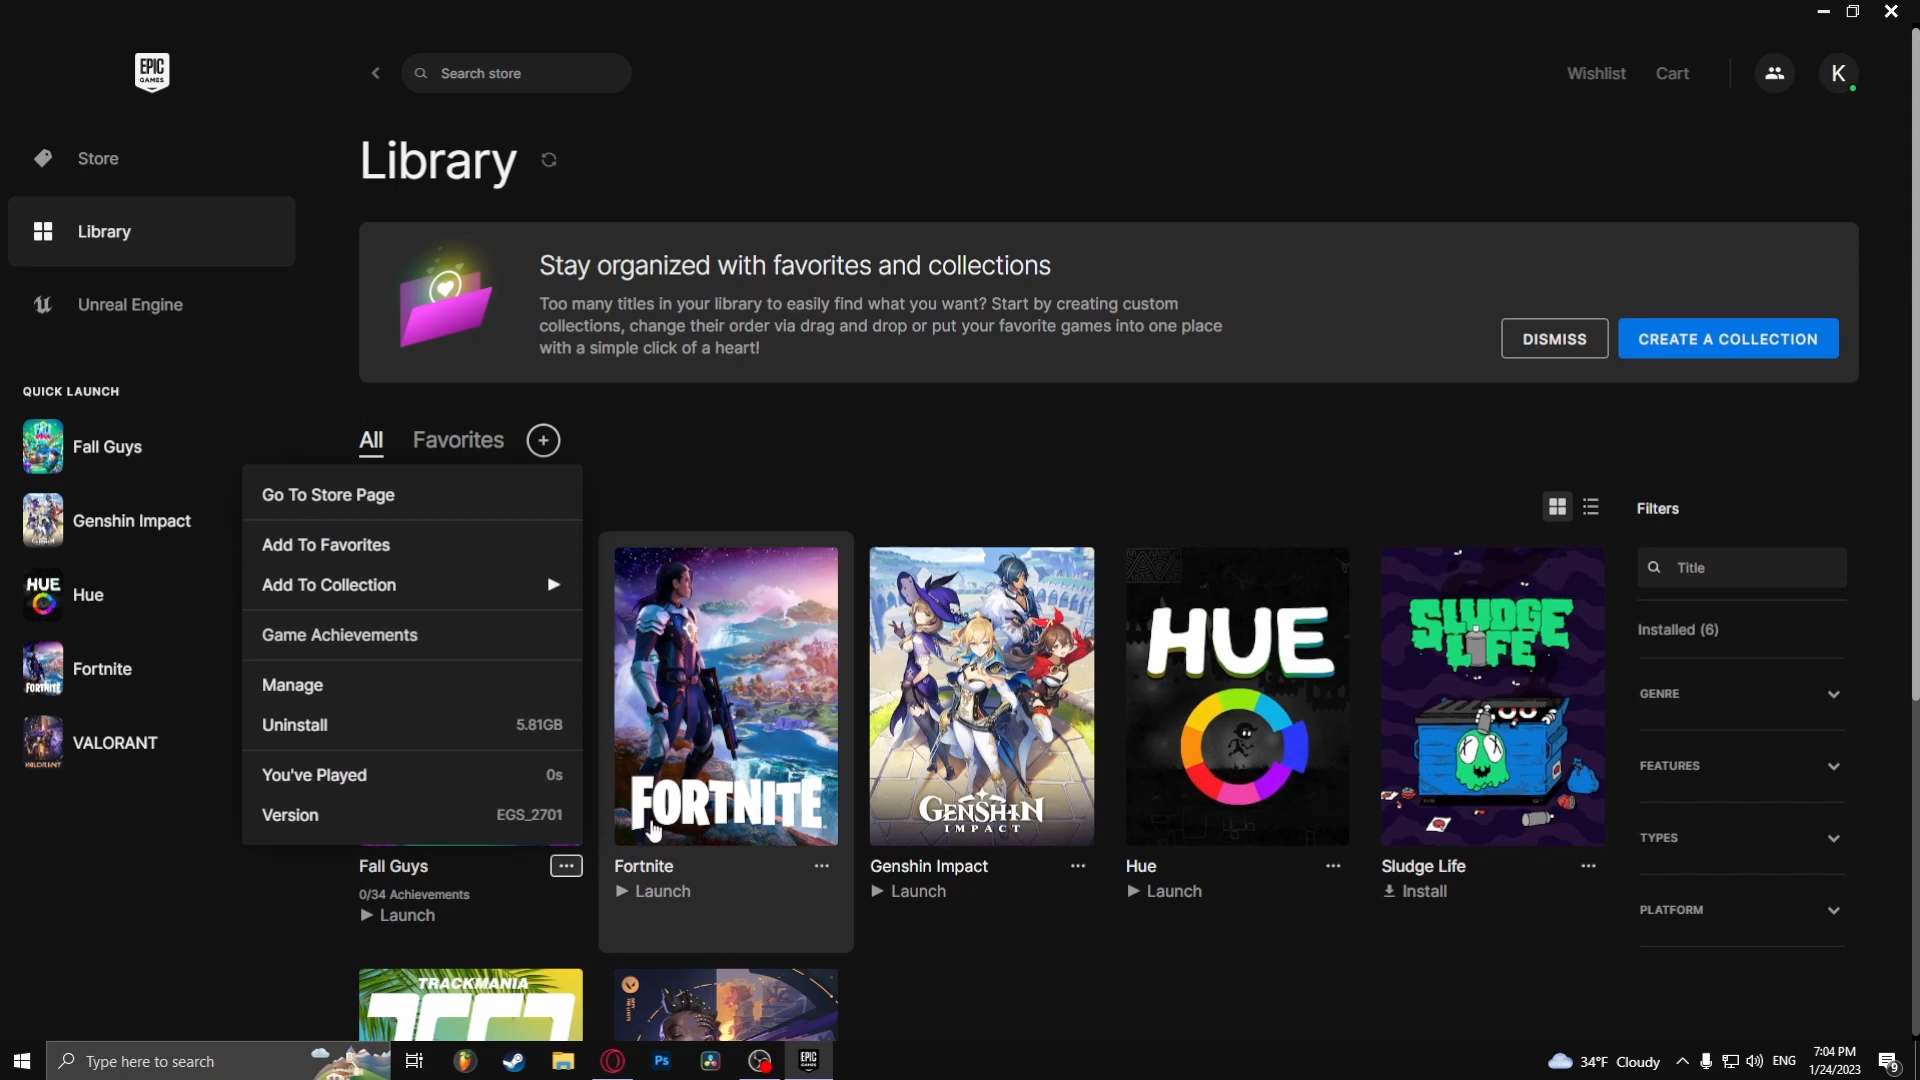 EPIC
GAMES
Search store
Wishlist
Cart
K
Store
Library
Unreal Engine
QUICK LAUNCH
Fall Guys
Genshin Impact
HUE
Hue
FORTNITE
Fortnite
VALORANT
VALORANT
Library
Stay organized with favorites and collections
Too many titles in your library to easily find what you want? Start by creating custom
collections, change their order via drag and drop or put your favorite games into one place
with a simple click of a heart!
DISMISS
CREATE A COLLECTION
All
Favorites
Go To Store Page
Add To Favorites
Add To Collection
Game Achievements
Manage
Uninstall 5.81GB
You've Played 0s
Version EGS_2701
Fall Guys
0/34 Achievements
Launch
FORTNITE
Fortnite
Launch
GENSHIN
IMPACT
Genshin Impact
Launch
HUE
Hue
Launch
SLUDGE
LIFE
Sludge Life
Install
TRACKMANIA
Filters
Title
Installed (6)
GENRE
FEATURES
TYPES
PLATFORM
Type here to search
Ps
EPIC
GAMES
34°F Cloudy
ENG
7:04 PM
1/24/2023
9